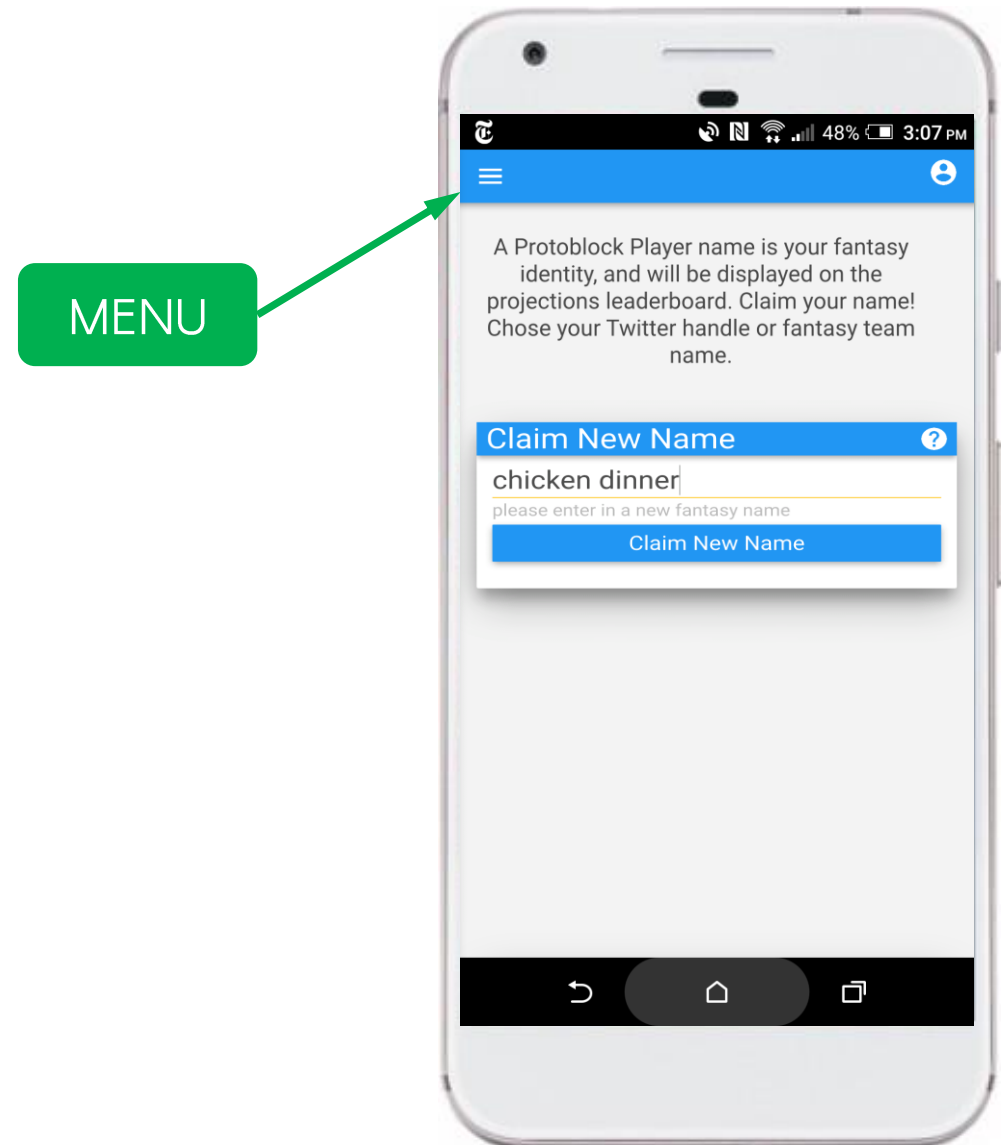 48% 3:07 PM
A Protoblock Player name is your fantasy
identity, and will be displayed on the
projections leaderboard. Claim your name!
Chose your Twitter handle or fantasy team
name.
MENU
Claim New Name ?
chicken dinner
please enter in a new fantasy name
Claim New Name